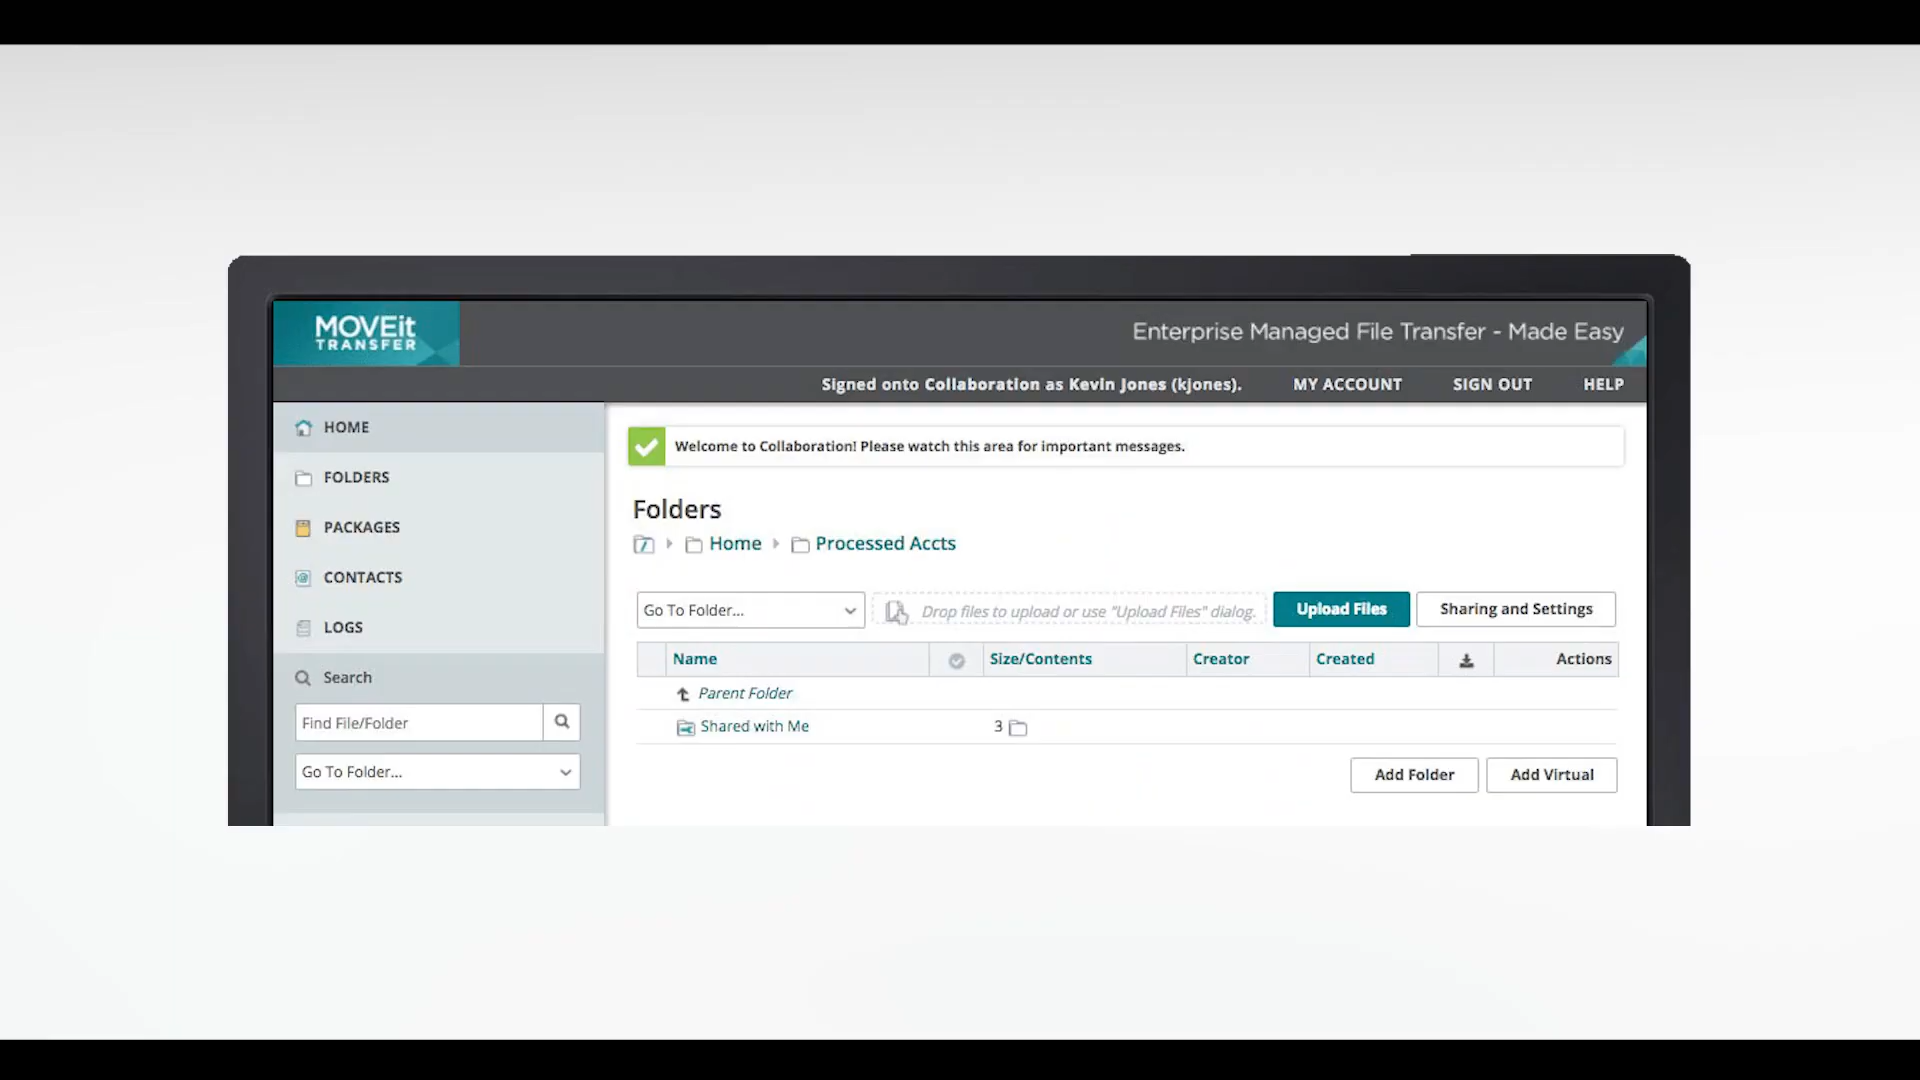 MOVEit
TRANSFER
Enterprise Managed File Transfer - Made Easy
Signed onto Collaboration as Kevin Jones (kjones).
MY ACCOUNT
SIGN OUT
HELP
HOME
FOLDERS
PACKAGES
CONTACTS
LOGS
Search
Find File/Folder
Go To Folder...
Welcome to Collaboration! Please watch this area for important messages.
Folders
Home
Processed Accts
Go To Folder...
Drop files to upload or use "Upload Files" dialog.
Upload Files
Sharing and Settings
Name
Size/Contents
Creator
Created
Actions
Parent Folder
Shared with Me
3
Add Folder
Add Virtual